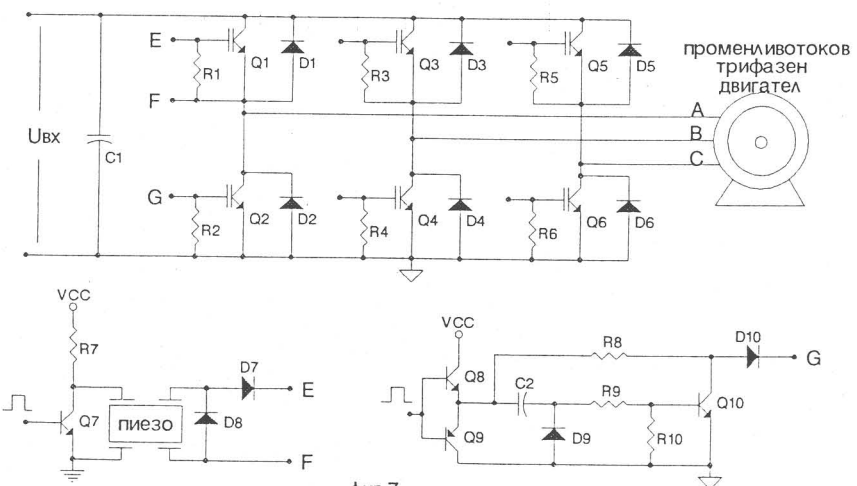 E
Q1
D1
R1
F
Q3
D3
R3
Q5
D5
R5
променливотоков
трифазен
двигател
A
B
C
Uвх
C1
G
Q2
D2
R2
Q4
D4
R4
Q6
D6
R6
VCC
R7
Q7
пиезо
D7
D8
E
F
VCC
Q8
Q9
C2
D9
R8
R9
R10
Q10
D10
G